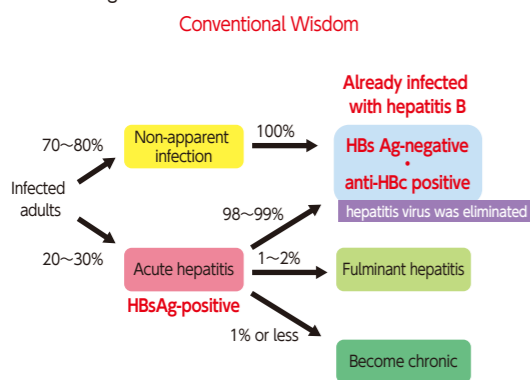 Conventional Wisdom
Already infected
with hepatitis B
70~80%
Non-apparent
infection
100%
HBs Ag-negative
•
anti-HBc positive
hepatitis virus was eliminated
Infected
adults
98~99%
20~30%
Acute hepatitis
HBsAg-positive
1~2%
Fulminant hepatitis
1% or less
Become chronic